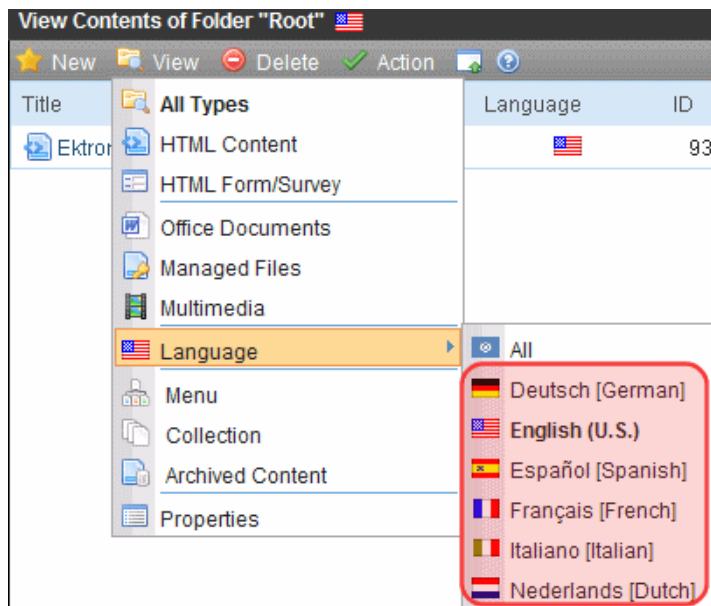 View Contents of Folder "Root"
New View Delete Action
Title Language ID
All Types
Ektror
93
HTML Content
HTML Form/Survey
Office Documents
Managed Files
Multimedia
Language
All
Menu
Deutsch [German]
Collection
English (U.S.)
Archived Content
Español [Spanish]
Properties
Français [French]
Italiano [Italian]
Nederlands [Dutch]